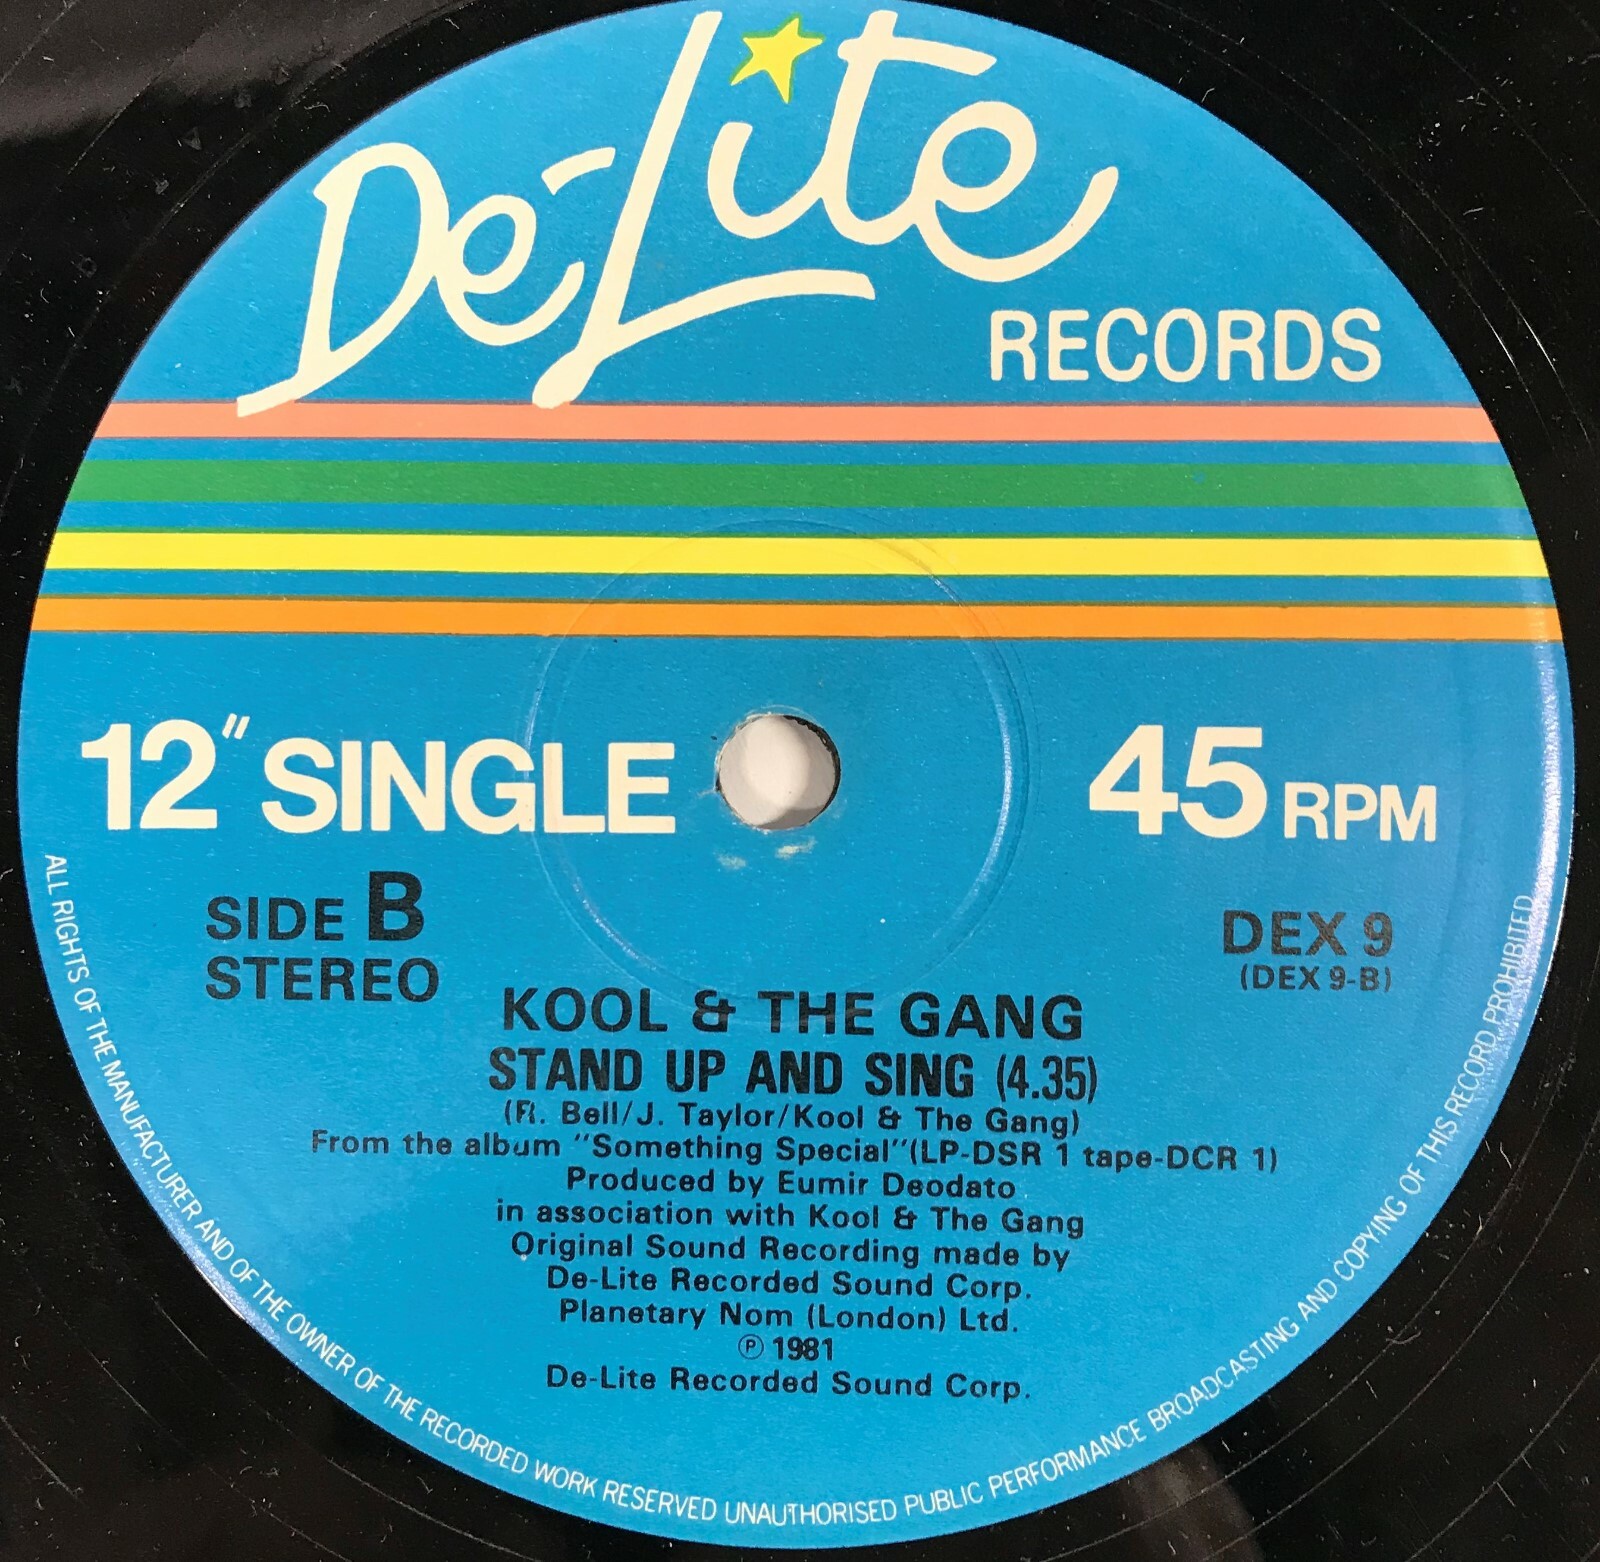 De-Lite
RECORDS
12" SINGLE
45 RPM
SIDE B
STEREO
DEX 9
(DEX 9-B)
KOOL & THE GANG
STAND UP AND SING (4.35)
(R. Bell/J. Taylor/Kool & The Gang)
From the album "Something Special" (LP-DSR 1 tape-DCR 1)
Produced by Eumir Deodato
in association with Kool & The Gang
Original Sound Recording made by
De-Lite Recorded Sound Corp.
Planetary Nom (London) Ltd.
℗ 1981
De-Lite Recorded Sound Corp.
ALL RIGHTS OF THE MANUFACTURER AND OF THE OWNER OF THE RECORDED WORK RESERVED UNAUTHORISED PUBLIC PERFORMANCE BROADCASTING AND COPYING OF THIS RECORD PROHIBITED